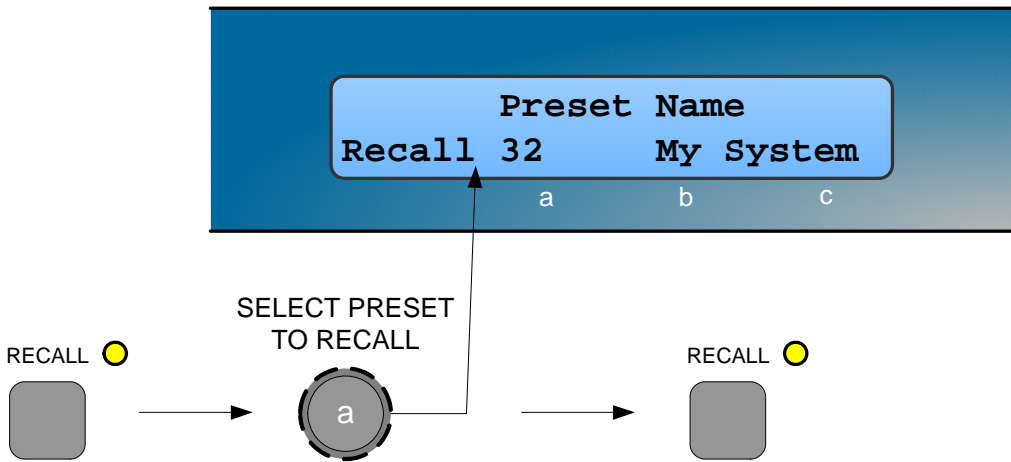 Preset Name
Recall 32 My System
a b c
SELECT PRESET
TO RECALL
RECALL
a
RECALL